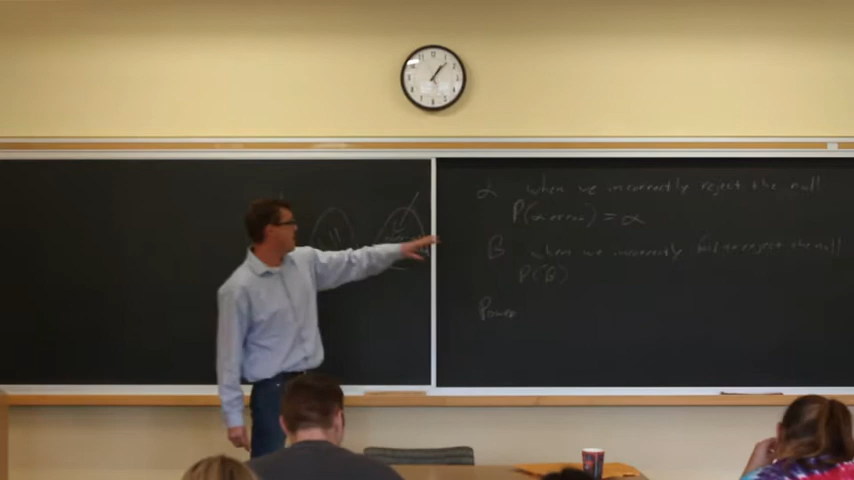 α when we incorrectly reject the null
P(α error) = α
B when we incorrectly fail to reject the null
P(B)
Power